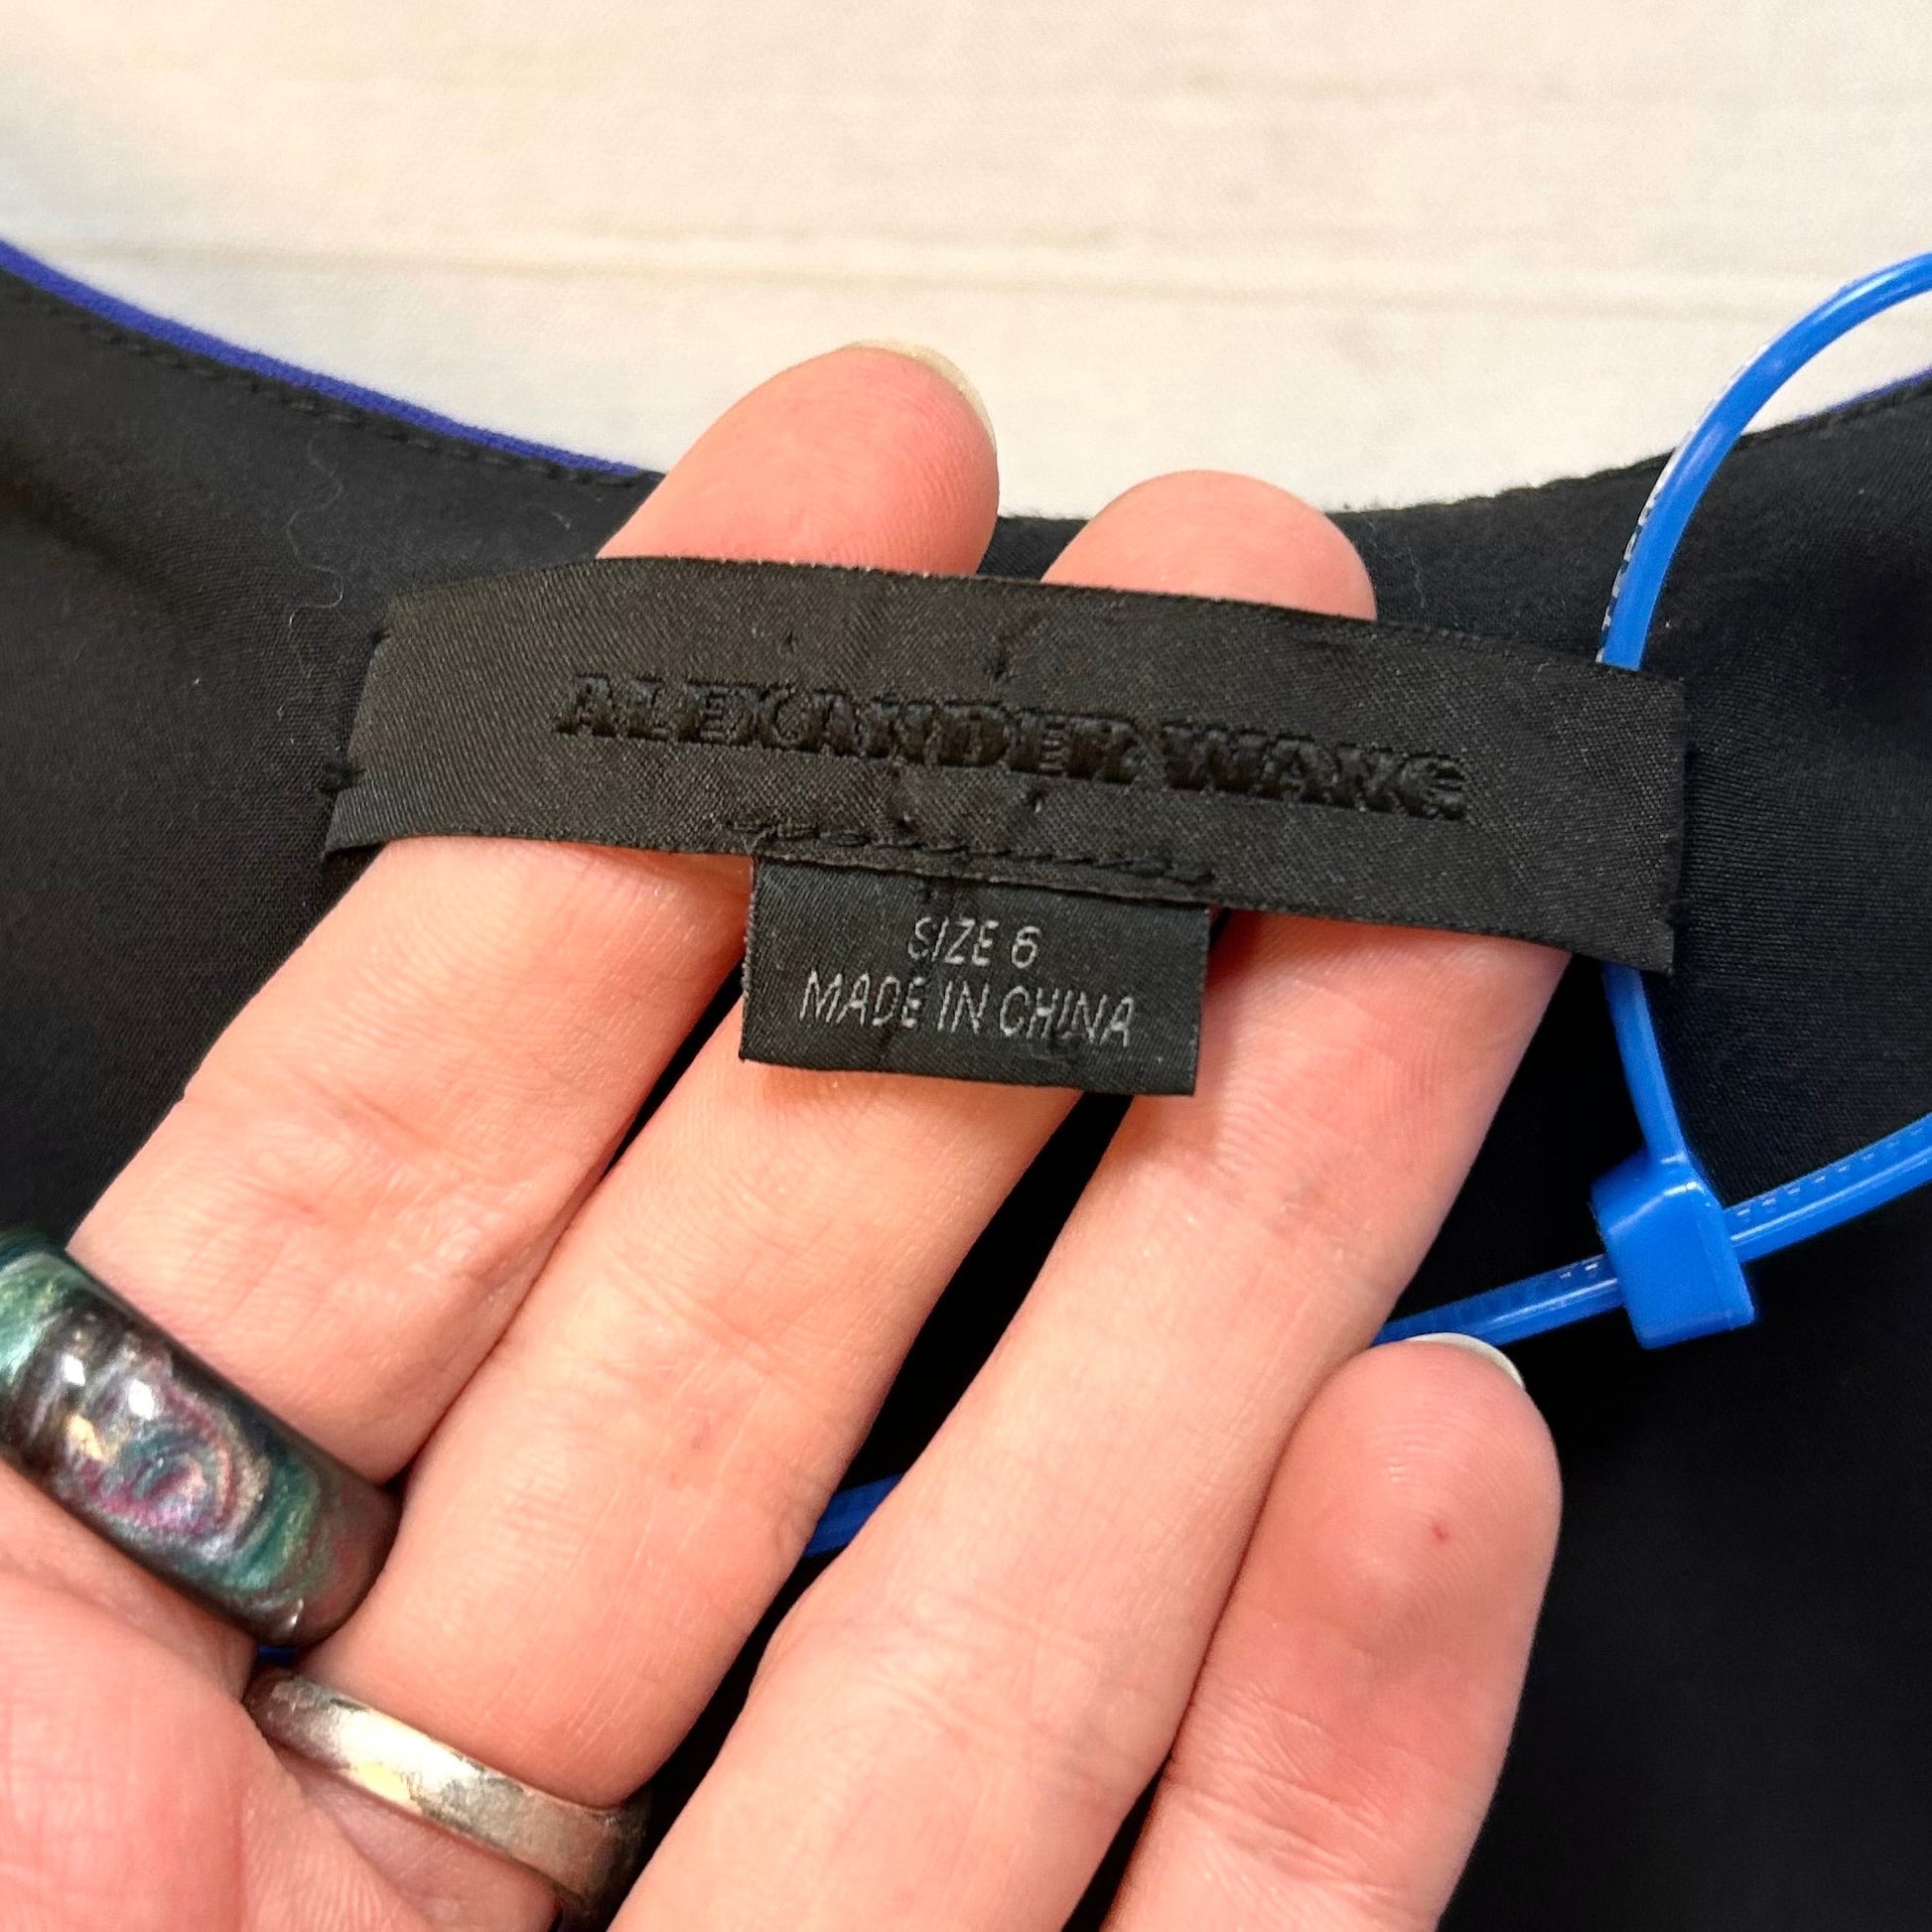 ALEXANDER WANG
SIZE 6
MADE IN CHINA